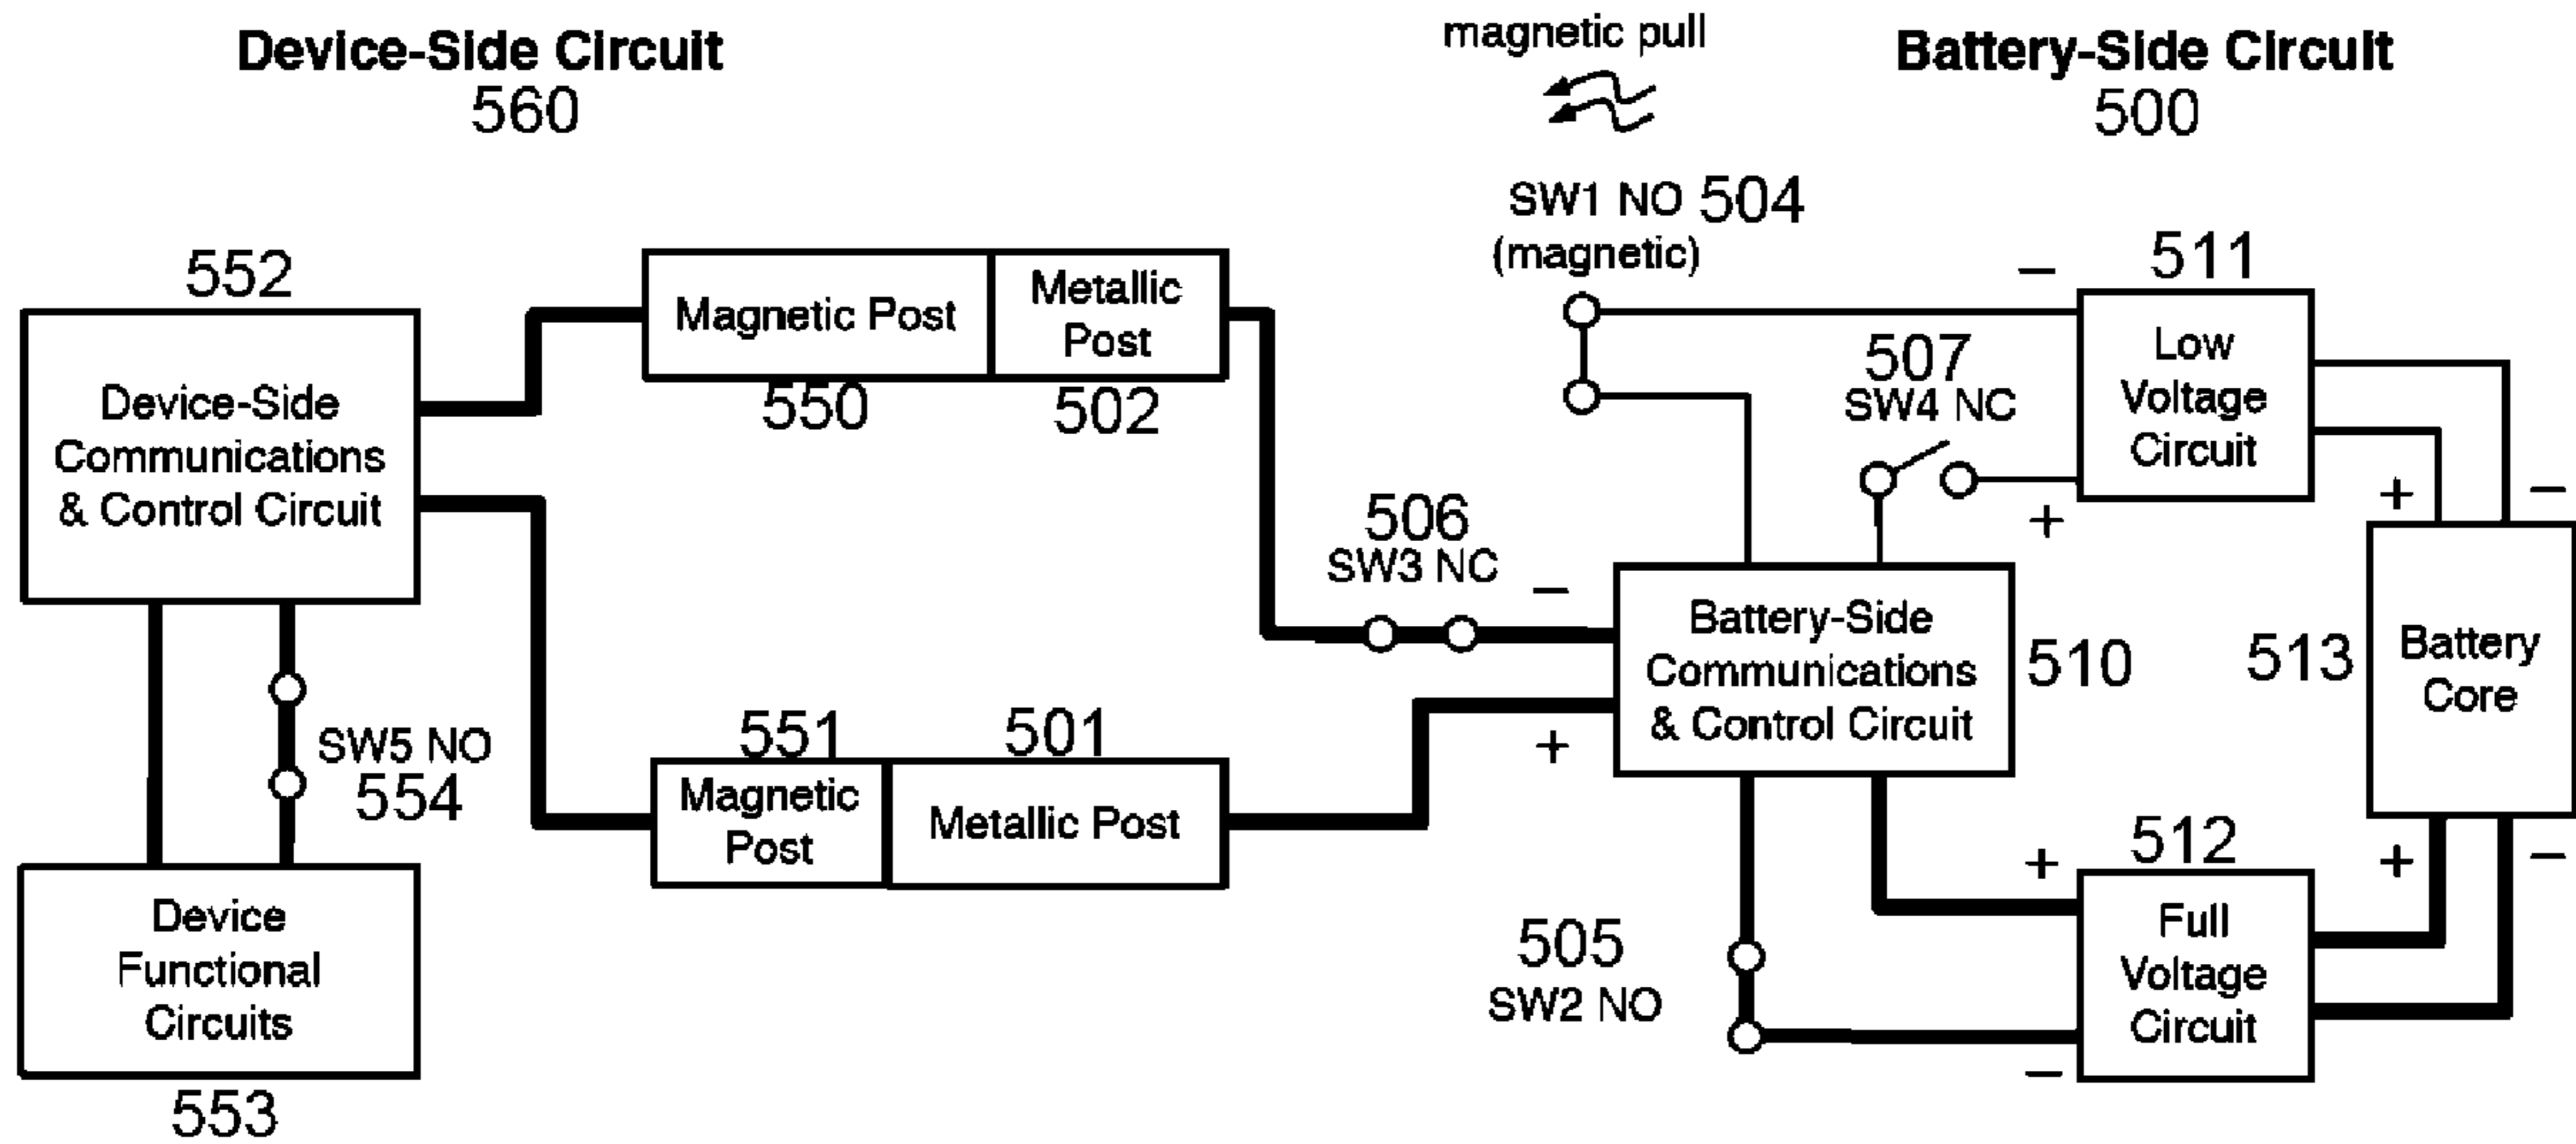 Device-Side Circuit
560
magnetic pull
Battery-Side Circuit
500
SW1 NO 504
(magnetic)
552
Device-Side
Communications
& Control Circuit
Magnetic Post
550
Metallic
Post
502
−
511
Low
Voltage
Circuit
507
SW4 NC
+
+
−
506
SW3 NC
−
Battery-Side
Communications
& Control Circuit
510
+
513
Battery
Core
SW5 NO
554
551
Magnetic
Post
501
Metallic Post
Device
Functional
Circuits
553
505
SW2 NO
+
−
512
Full
Voltage
Circuit
+
−